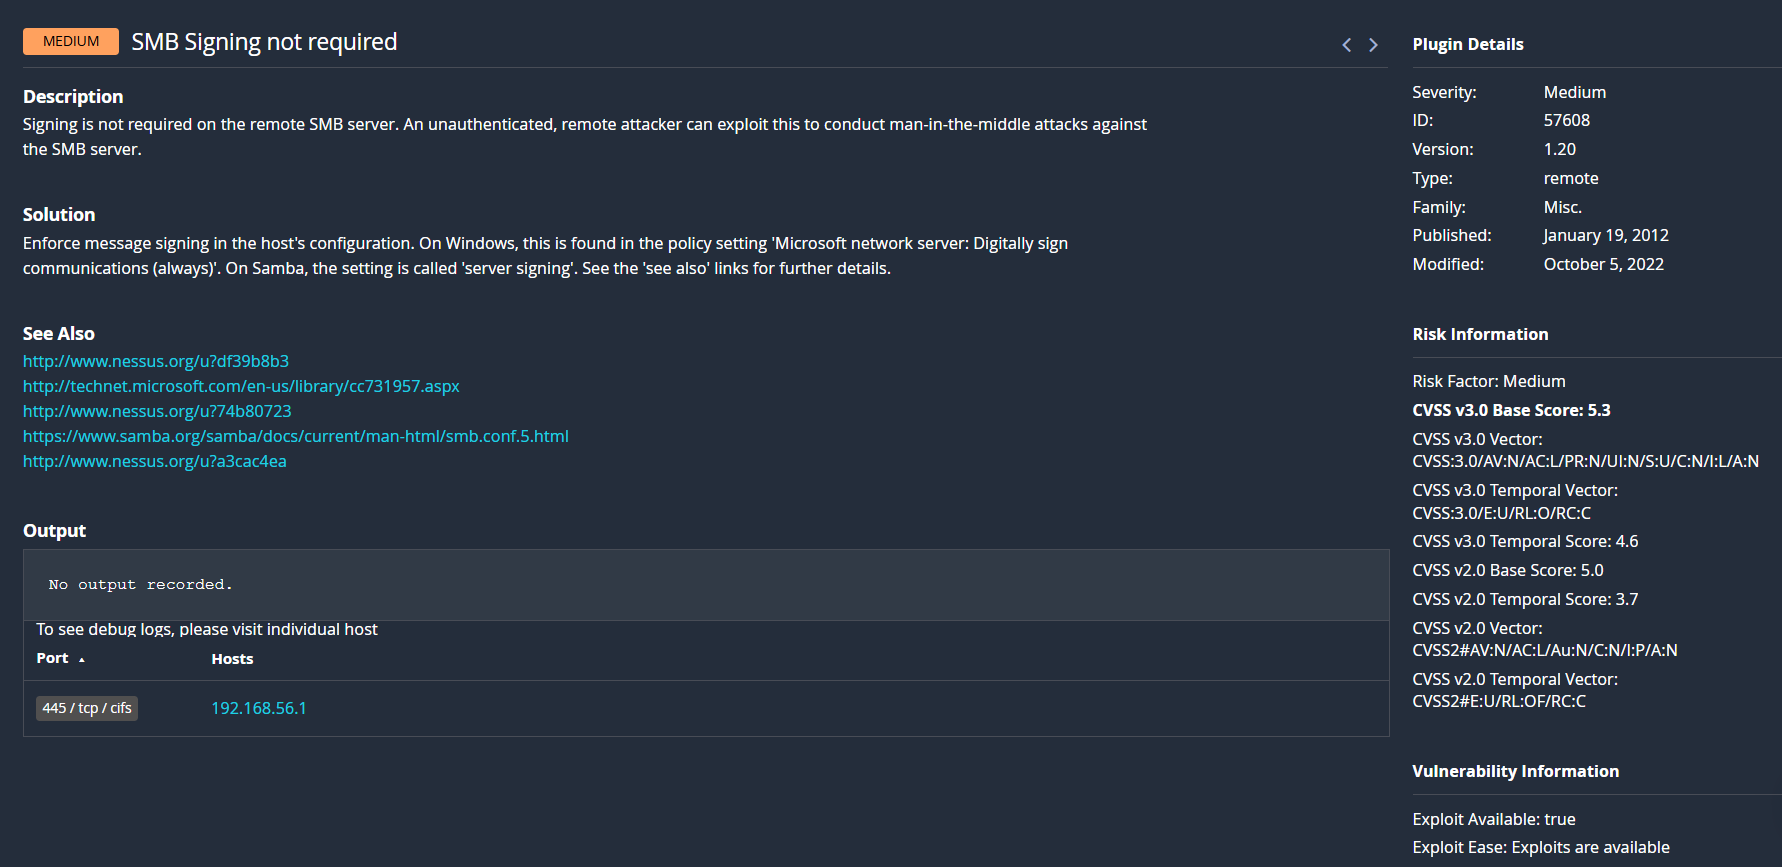 MEDIUM SMB Signing not required
Description
Signing is not required on the remote SMB server. An unauthenticated, remote attacker can exploit this to conduct man-in-the-middle attacks against
the SMB server.
Solution
Enforce message signing in the host's configuration. On Windows, this is found in the policy setting 'Microsoft network server: Digitally sign
communications (always)'. On Samba, the setting is called 'server signing'. See the 'see also' links for further details.
See Also
http://www.nessus.org/u?df39b8b3
http://technet.microsoft.com/en-us/library/cc731957.aspx
http://www.nessus.org/u?74b80723
https://www.samba.org/samba/docs/current/man-html/smb.conf.5.html
http://www.nessus.org/u?a3cac4ea
Output
No output recorded.
To see debug logs, please visit individual host
Port Hosts
445 / tcp / cifs 192.168.56.1
Plugin Details
Severity: Medium
ID: 57608
Version: 1.20
Type: remote
Family: Misc.
Published: January 19, 2012
Modified: October 5, 2022
Risk Information
Risk Factor: Medium
CVSS v3.0 Base Score: 5.3
CVSS v3.0 Vector:
CVSS:3.0/AV:N/AC:L/PR:N/UI:N/S:U/C:N/I:L/A:N
CVSS v3.0 Temporal Vector:
CVSS:3.0/E:U/RL:O/RC:C
CVSS v3.0 Temporal Score: 4.6
CVSS v2.0 Base Score: 5.0
CVSS v2.0 Temporal Score: 3.7
CVSS v2.0 Vector:
CVSS2#AV:N/AC:L/Au:N/C:N/I:P/A:N
CVSS v2.0 Temporal Vector:
CVSS2#E:U/RL:OF/RC:C
Vulnerability Information
Exploit Available: true
Exploit Ease: Exploits are available